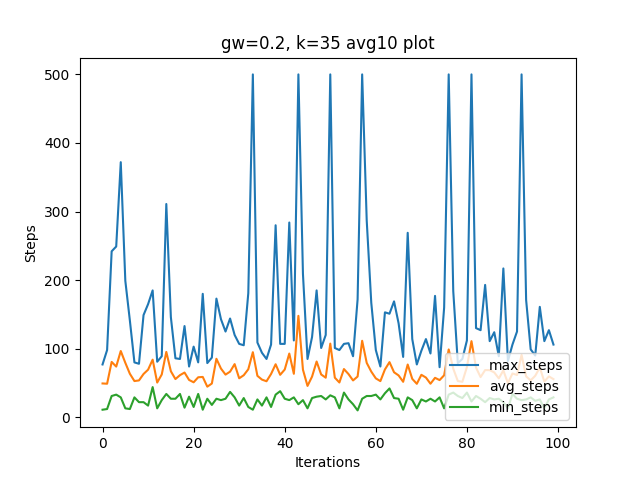 gw=0.2, k=35 avg10 plot
500
400
300
200
100
0
Steps
max_steps
avg_steps
min_steps
0 20 40 60 80 100
Iterations